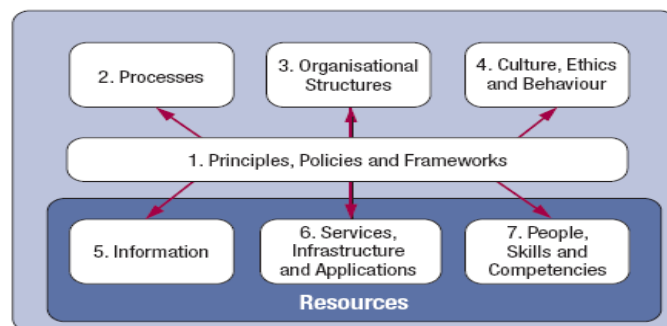 2. Processes
3. Organisational
Structures
4. Culture, Ethics
and Behaviour
1. Principles, Policies and Frameworks
5. Information
6. Services,
Infrastructure
and Applications
7. People,
Skills and
Competencies
Resources